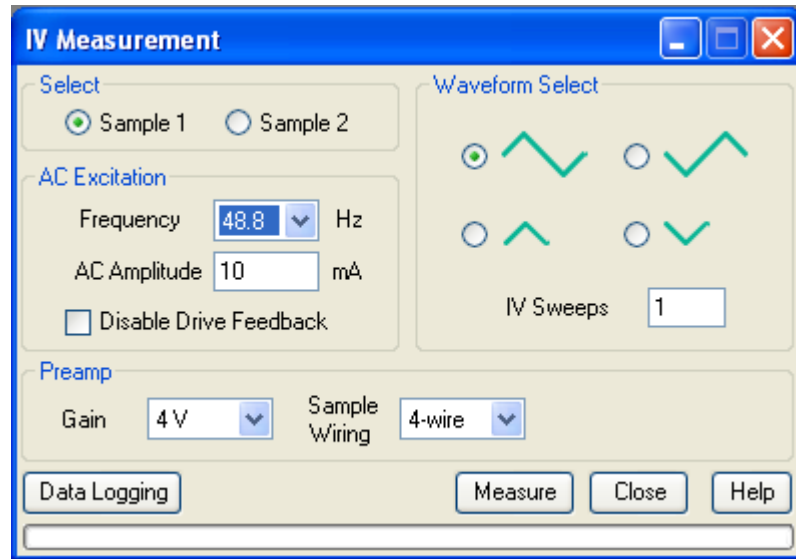 IV Measurement
Select
Sample 1 Sample 2
AC Excitation
Frequency 48.8 Hz
AC Amplitude 10 mA
Disable Drive Feedback
Waveform Select
IV Sweeps 1
Preamp
Gain 4 V
Sample
Wiring 4-wire
Data Logging Measure Close Help